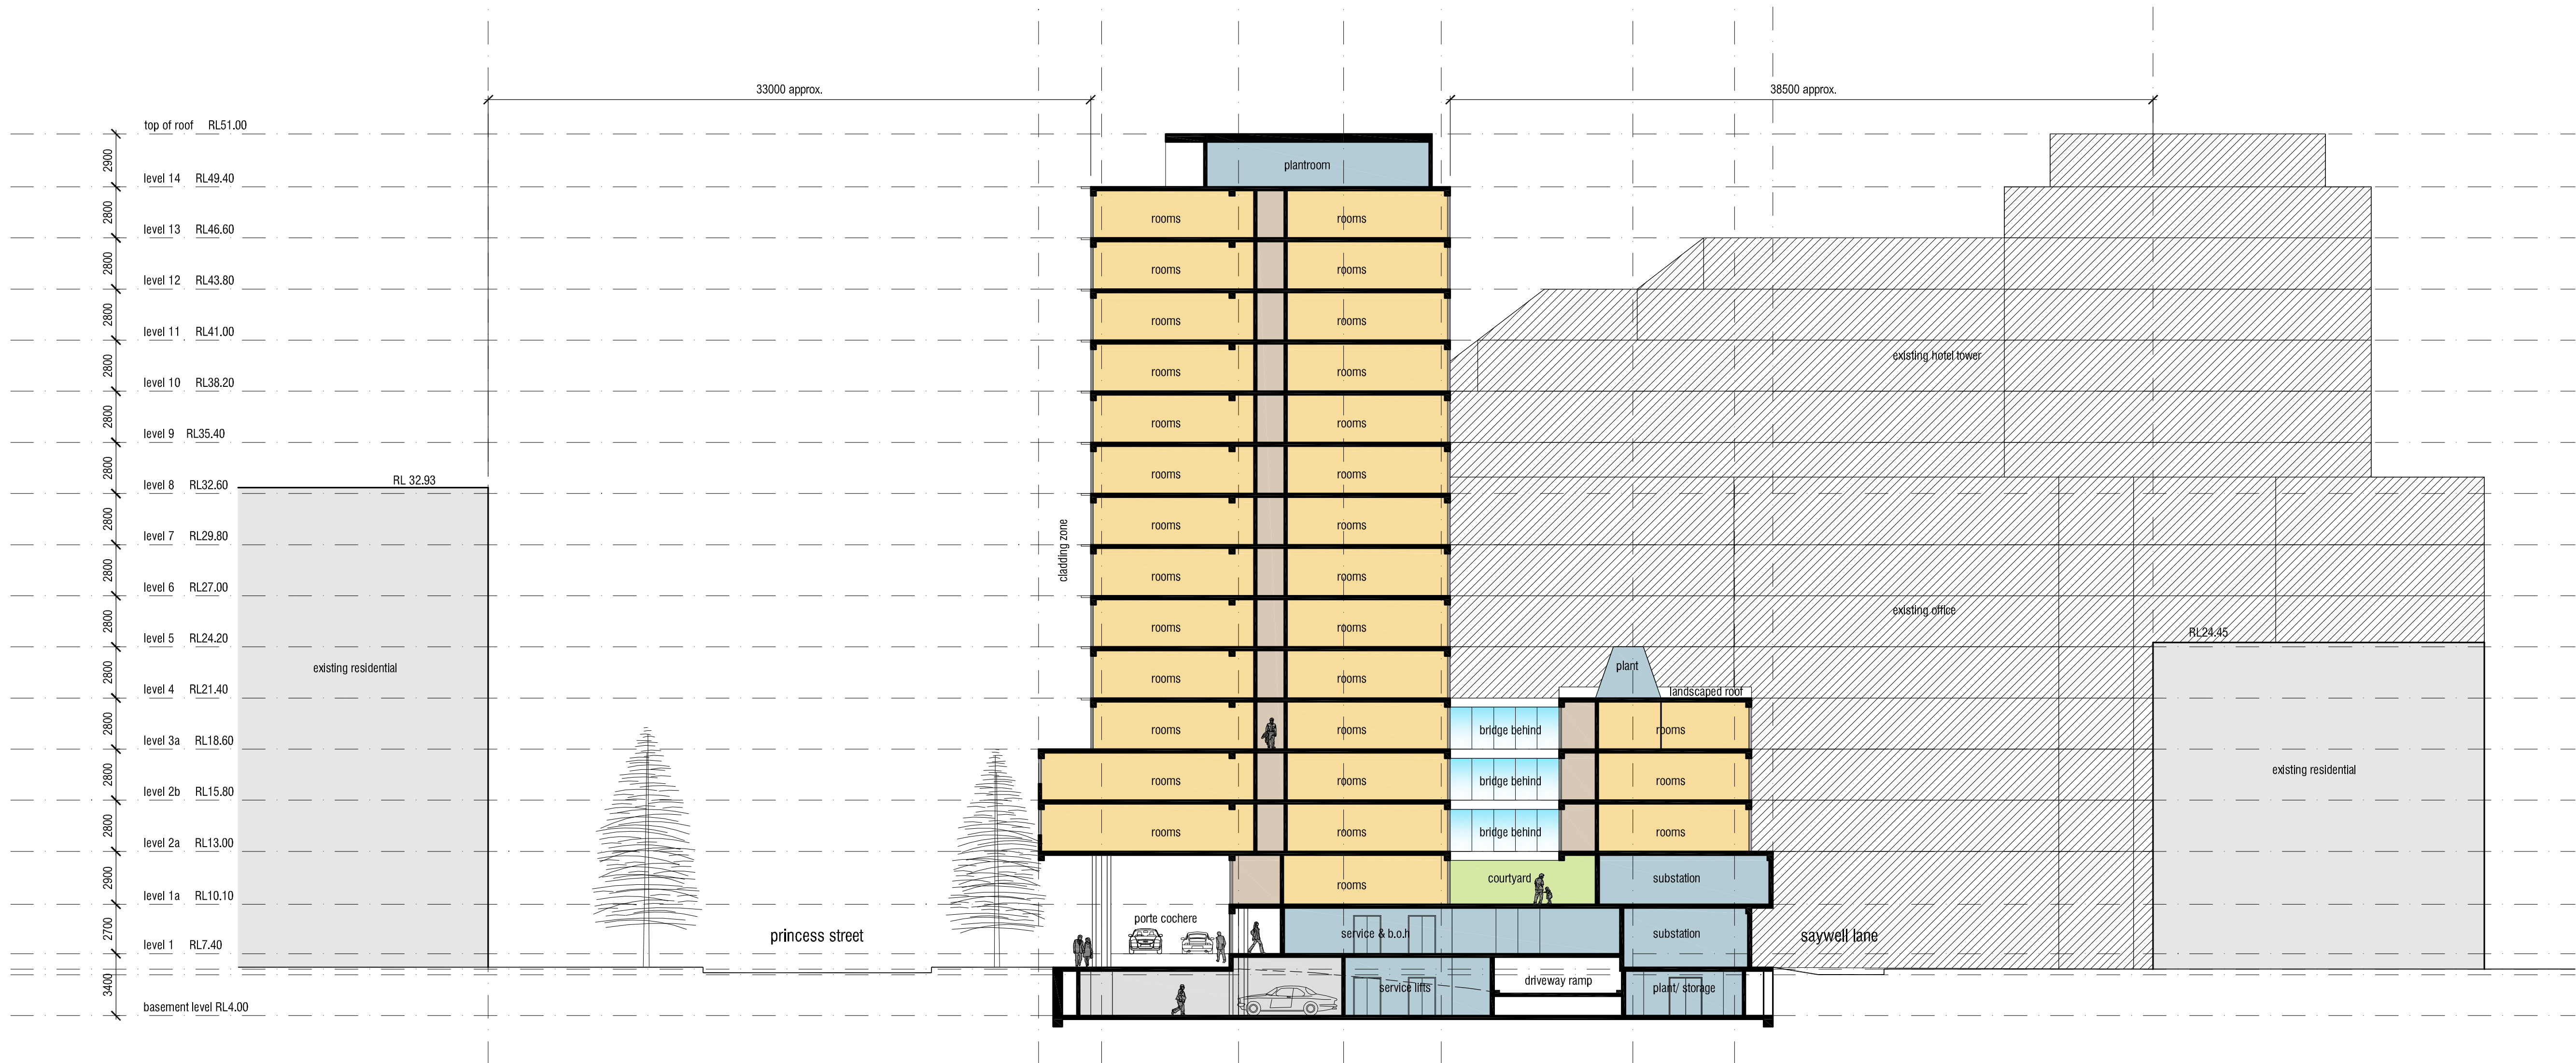 33000 approx.
38500 approx.
top of roof RL51.00
2900
plantroom
level 14 RL49.40
2800
rooms rooms
level 13 RL46.60
2800
rooms rooms
level 12 RL43.80
2800
rooms rooms
level 11 RL41.00
2800
rooms rooms
existing hotel tower
level 10 RL38.20
2800
rooms rooms
level 9 RL35.40
2800
rooms rooms
RL 32.93
level 8 RL32.60
2800
rooms rooms
level 7 RL29.80
cladding zone
2800
rooms rooms
level 6 RL27.00
2800
rooms rooms
existing office
level 5 RL24.20
RL24.45
2800
existing residential
rooms rooms
plant
level 4 RL21.40
landscaped roof
2800
rooms rooms bridge behind rooms
level 3a RL18.60
2800
rooms rooms bridge behind rooms
existing residential
level 2b RL15.80
2800
rooms rooms bridge behind rooms
level 2a RL13.00
2900
rooms courtyard substation
level 1a RL10.10
2700
porte cochere
princess street
service & b.o.h
substation
saywell lane
level 1 RL7.40
3400
service lifts
driveway ramp
plant/ storage
basement level RL4.00